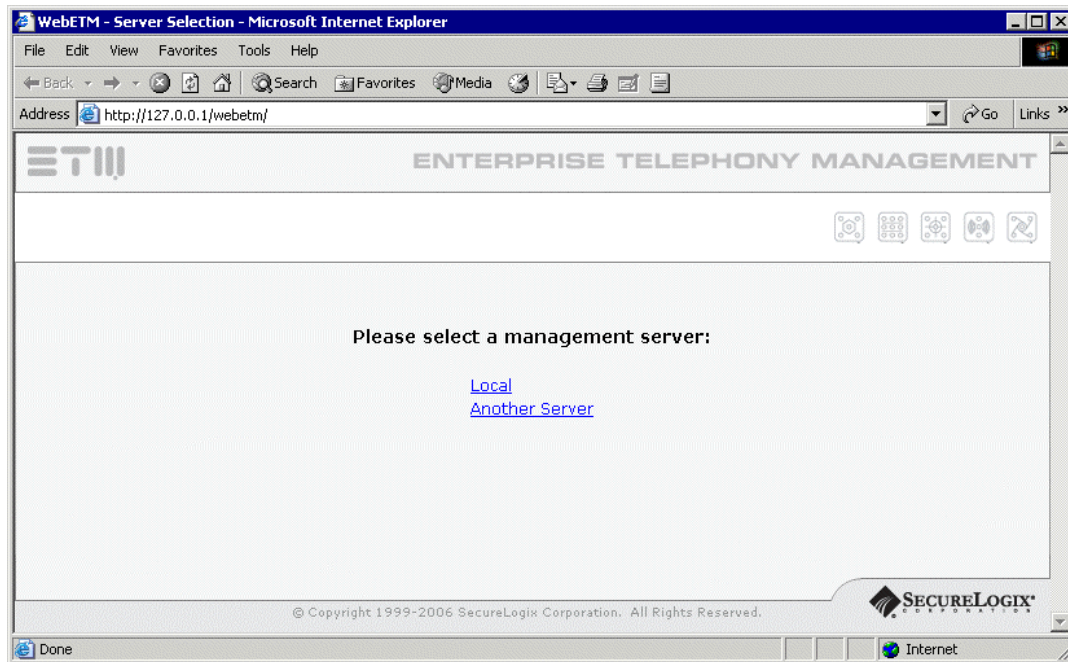 WebETM - Server Selection - Microsoft Internet Explorer
File Edit View Favorites Tools Help
Back Search Favorites Media
Address http://127.0.0.1/webetm/ Go Links »
ETM ENTERPRISE TELEPHONY MANAGEMENT
Please select a management server:
Local
Another Server
© Copyright 1999-2006 SecureLogix Corporation. All Rights Reserved.
SECURELOGIX
CORPORATION
Done Internet